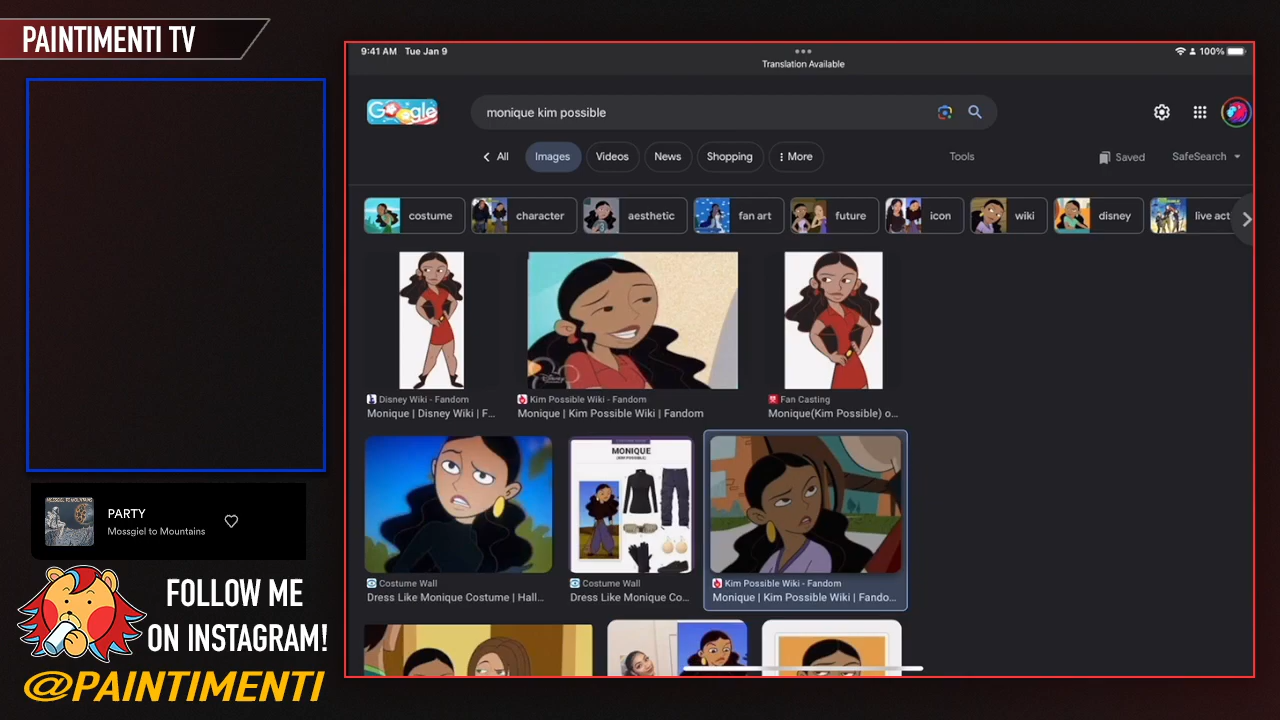 PAINTIMENTI TV
9:41 AM Tue Jan 9
100%
Translation Available
Google
monique kim possible
All
Images
Videos
News
Shopping
More
Tools
Saved
SafeSearch
costume
character
aesthetic
fan art
future
icon
wiki
disney
live act
Disney Wiki - Fandom
Monique | Disney Wiki | F...
Kim Possible Wiki - Fandom
Monique | Kim Possible Wiki | Fandom
Fan Casting
Monique(Kim Possible) o...
MONIQUE
(KIM POSSIBLE)
Costume Wall
Dress Like Monique Costume | Hall...
Costume Wall
Dress Like Monique Co...
Kim Possible Wiki - Fandom
Monique | Kim Possible Wiki | Fando...
PARTY
Mossgiel to Mountains
FOLLOW ME
ON INSTAGRAM!
@PAINTIMENTI